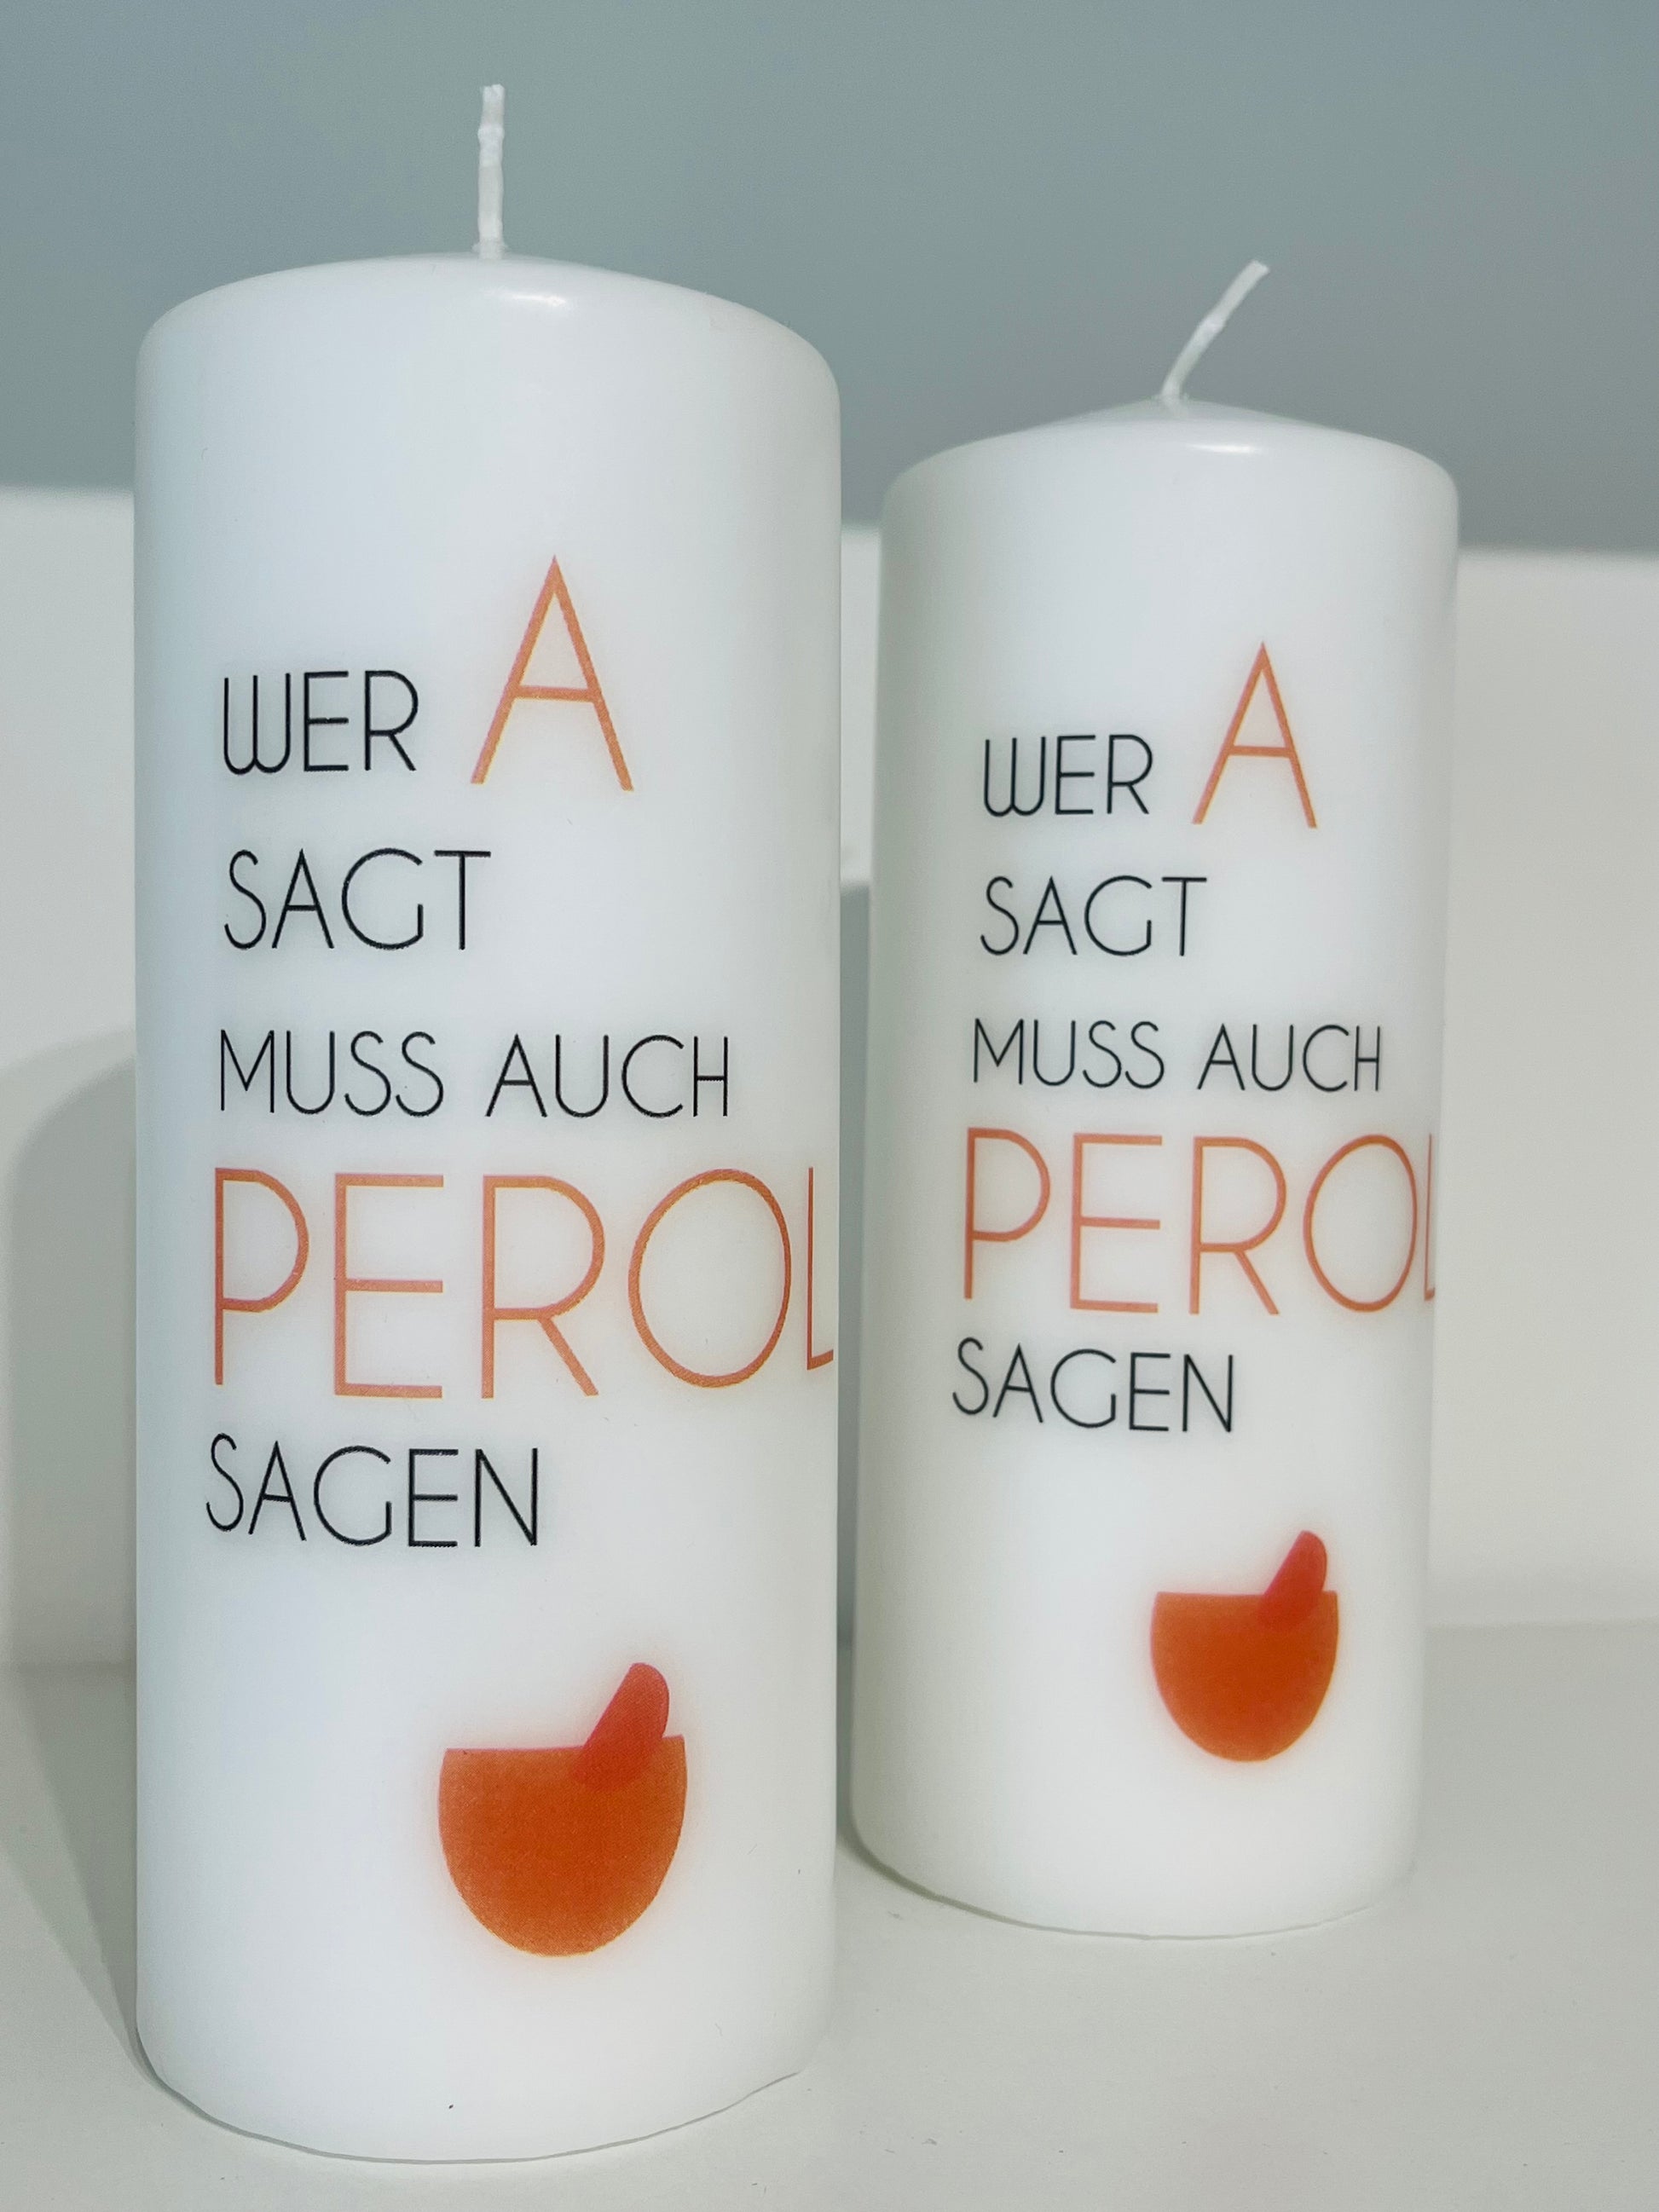 WER A
SAGT
MUSS AUCH
PEROL
SAGEN
WER A
SAGT
MUSS AUCH
PEROL
SAGEN